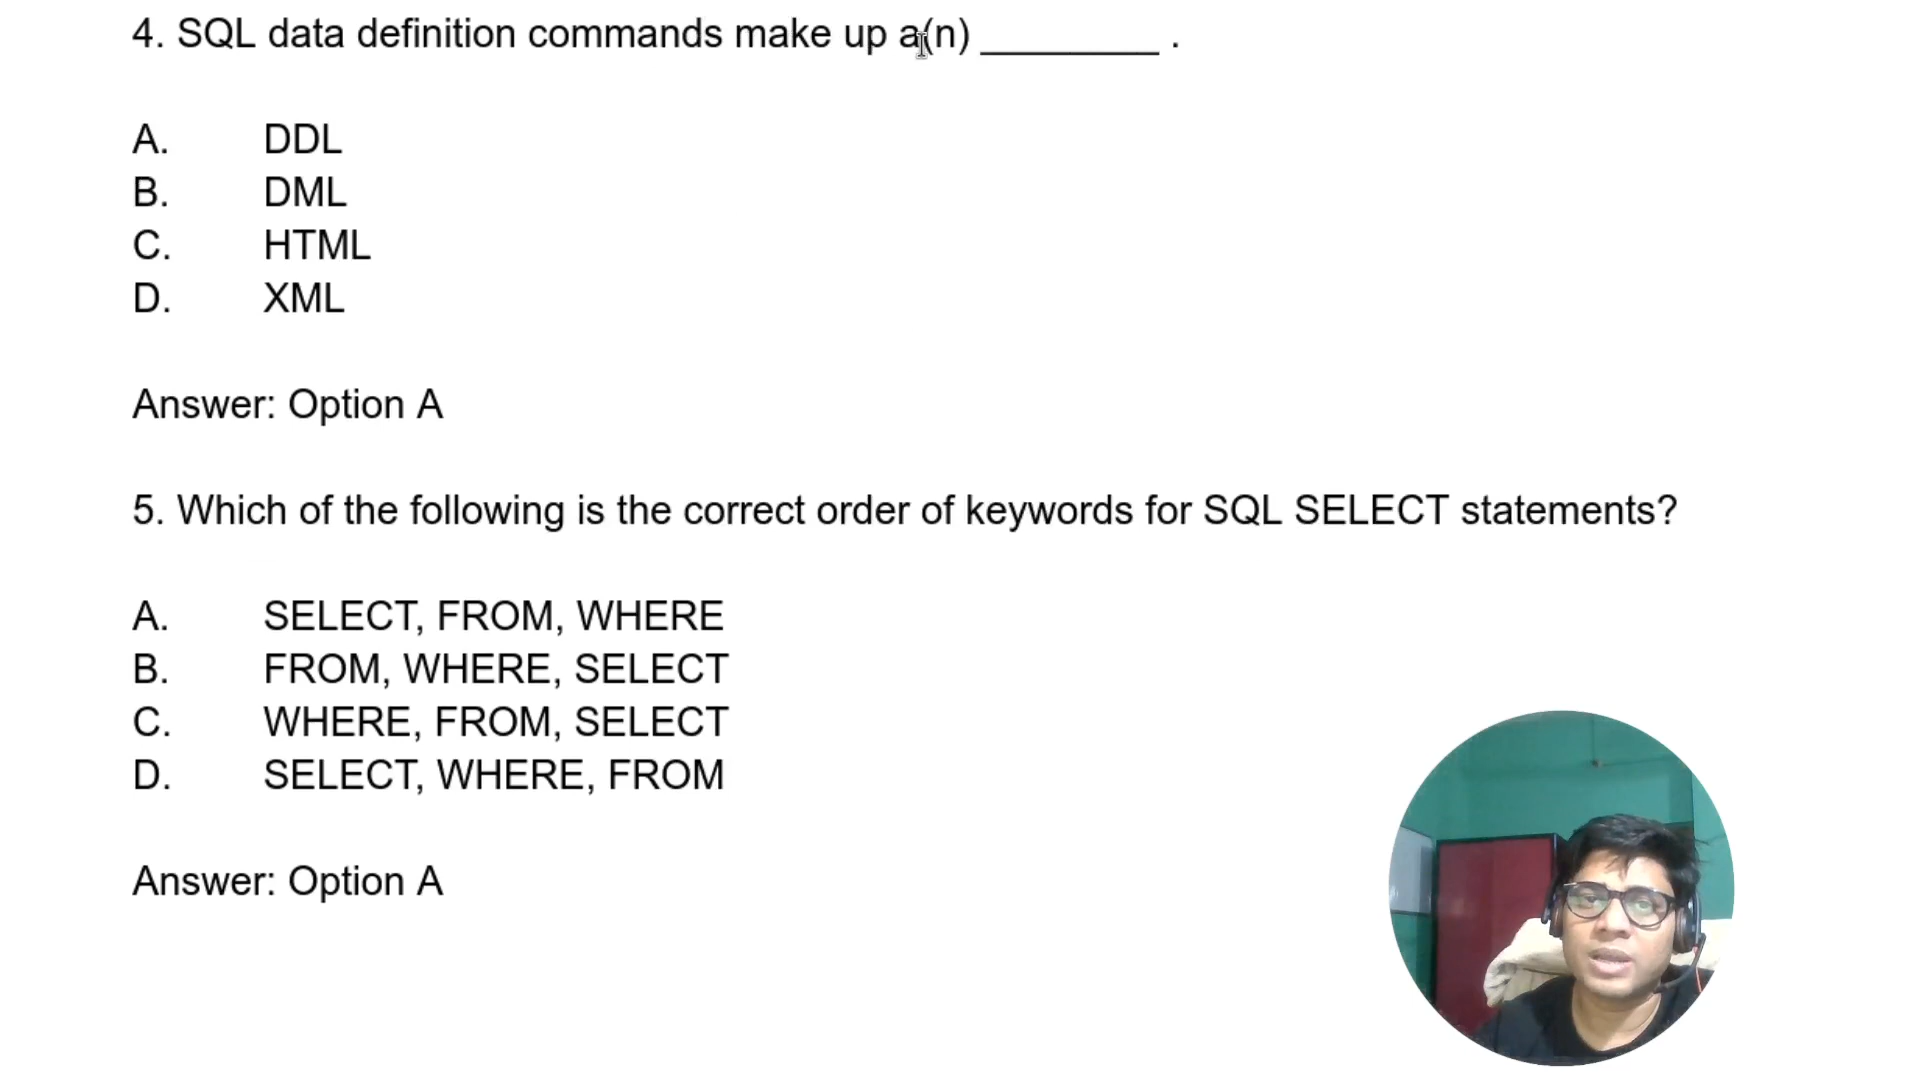 4. SQL data definition commands make up a(n) ________ .
A. DDL
B. DML
C. HTML
D. XML
Answer: Option A
5. Which of the following is the correct order of keywords for SQL SELECT statements?
A. SELECT, FROM, WHERE
B. FROM, WHERE, SELECT
C. WHERE, FROM, SELECT
D. SELECT, WHERE, FROM
Answer: Option A